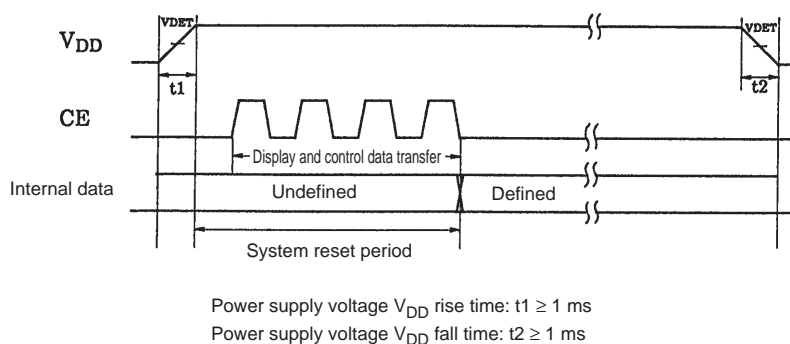 VDET VDET
VDD
t1 t2
CE
Display and control data transfer
Internal data Undefined Defined
System reset period
Power supply voltage VDD rise time: t1 ≥ 1 ms
Power supply voltage VDD fall time: t2 ≥ 1 ms